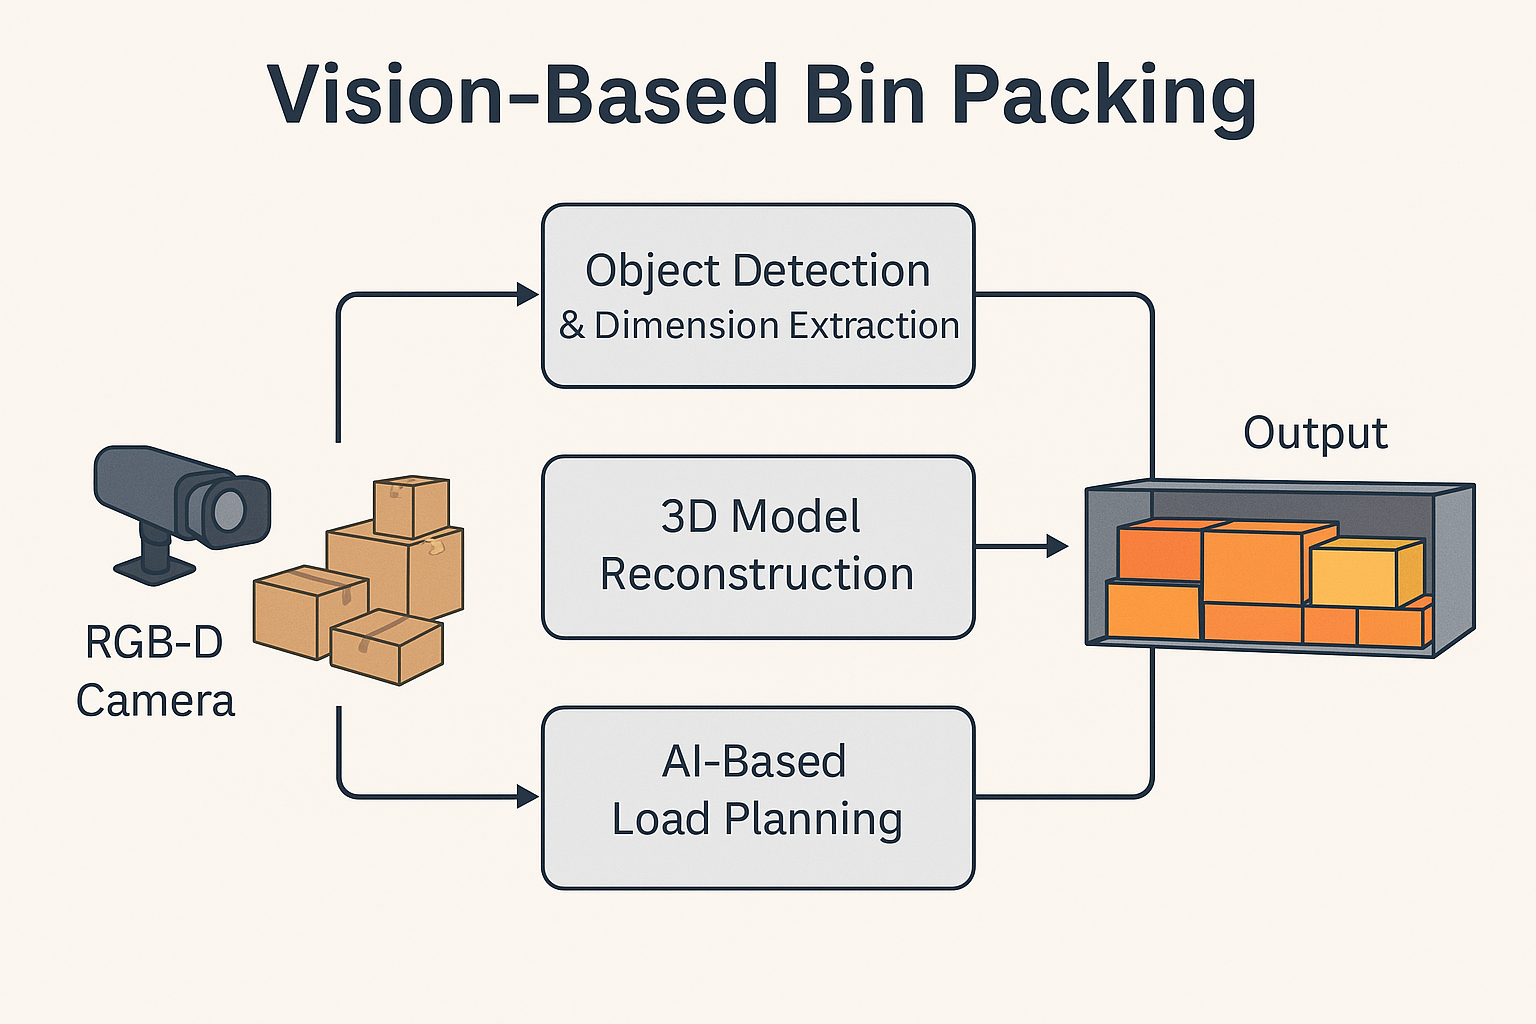 Vision-Based Bin Packing
Object Detection
& Dimension Extraction
3D Model
Reconstruction
AI-Based
Load Planning
RGB-D
Camera
Output